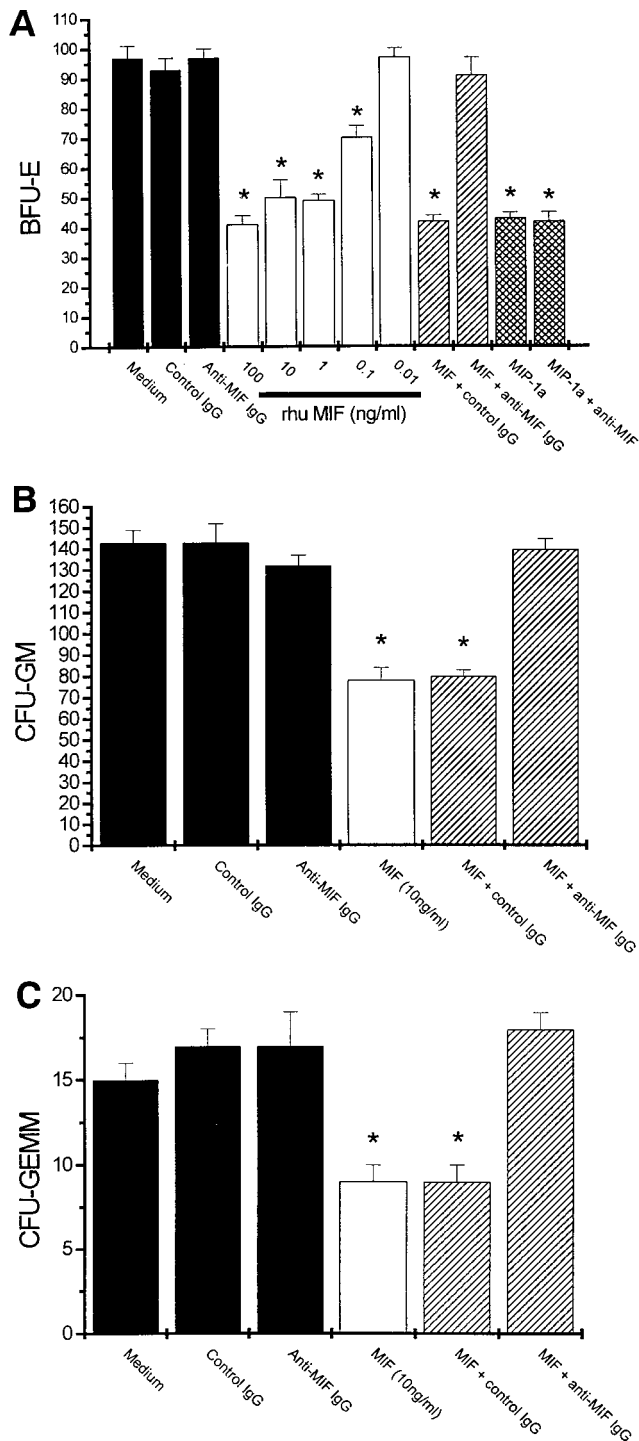 A
BFU-E
110
100
90
80
70
60
50
40
30
20
10
0
* * * * * * *
Medium
Control IgG
Anti-MIF IgG
100
10
1
0.1
0.01
rhu MIF (ng/ml)
MIF + control IgG
MIF + anti-MIF IgG
MIP-1a
MIP-1a + anti-MIF
B
CFU-GM
160
150
140
130
120
110
100
90
80
70
60
50
40
30
20
10
0
* *
Medium
Control IgG
Anti-MIF IgG
MIF (10ng/ml)
MIF + control IgG
MIF + anti-MIF IgG
C
CFU-GEMM
20
15
10
5
0
* *
Medium
Control IgG
Anti-MIF IgG
MIF (10ng/ml)
MIF + control IgG
MIF + anti-MIF IgG